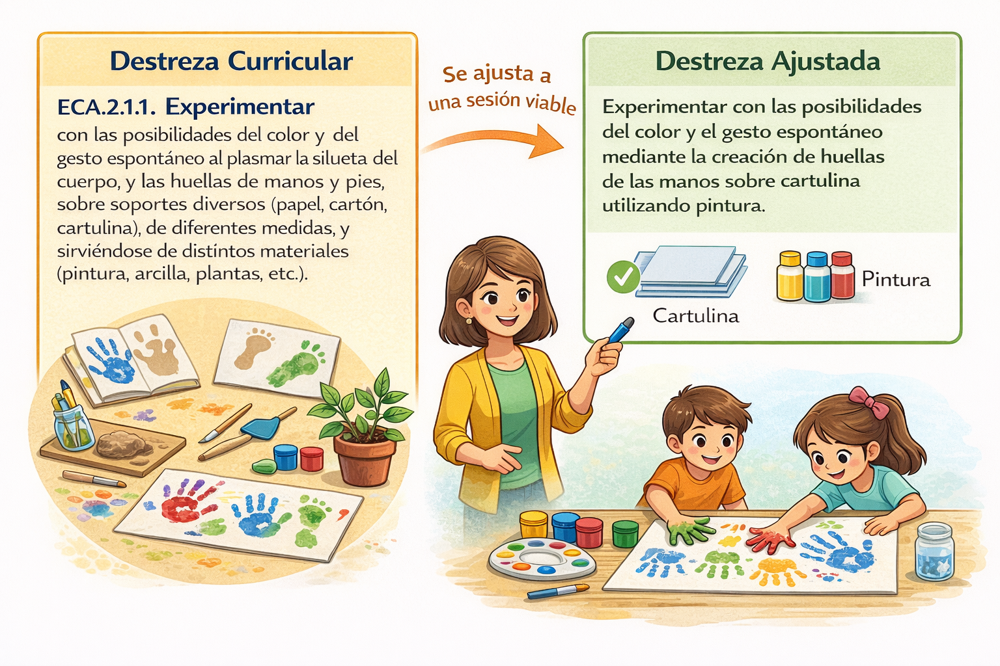 Destreza Curricular
ECA.2.1.1. Experimentar
con las posibilidades del color y del
gesto espontáneo al plasmar la silueta del
cuerpo, y las huellas de manos y pies,
sobre soportes diversos (papel, cartón,
cartulina), de diferentes medidas, y
sirviéndose de distintos materiales
(pintura, arcilla, plantas, etc.).
Se ajusta a
una sesión viable
Destreza Ajustada
Experimentar con las posibilidades
del color y el gesto espontáneo
mediante la creación de huellas
de las manos sobre cartulina
utilizando pintura.
Cartulina
Pintura